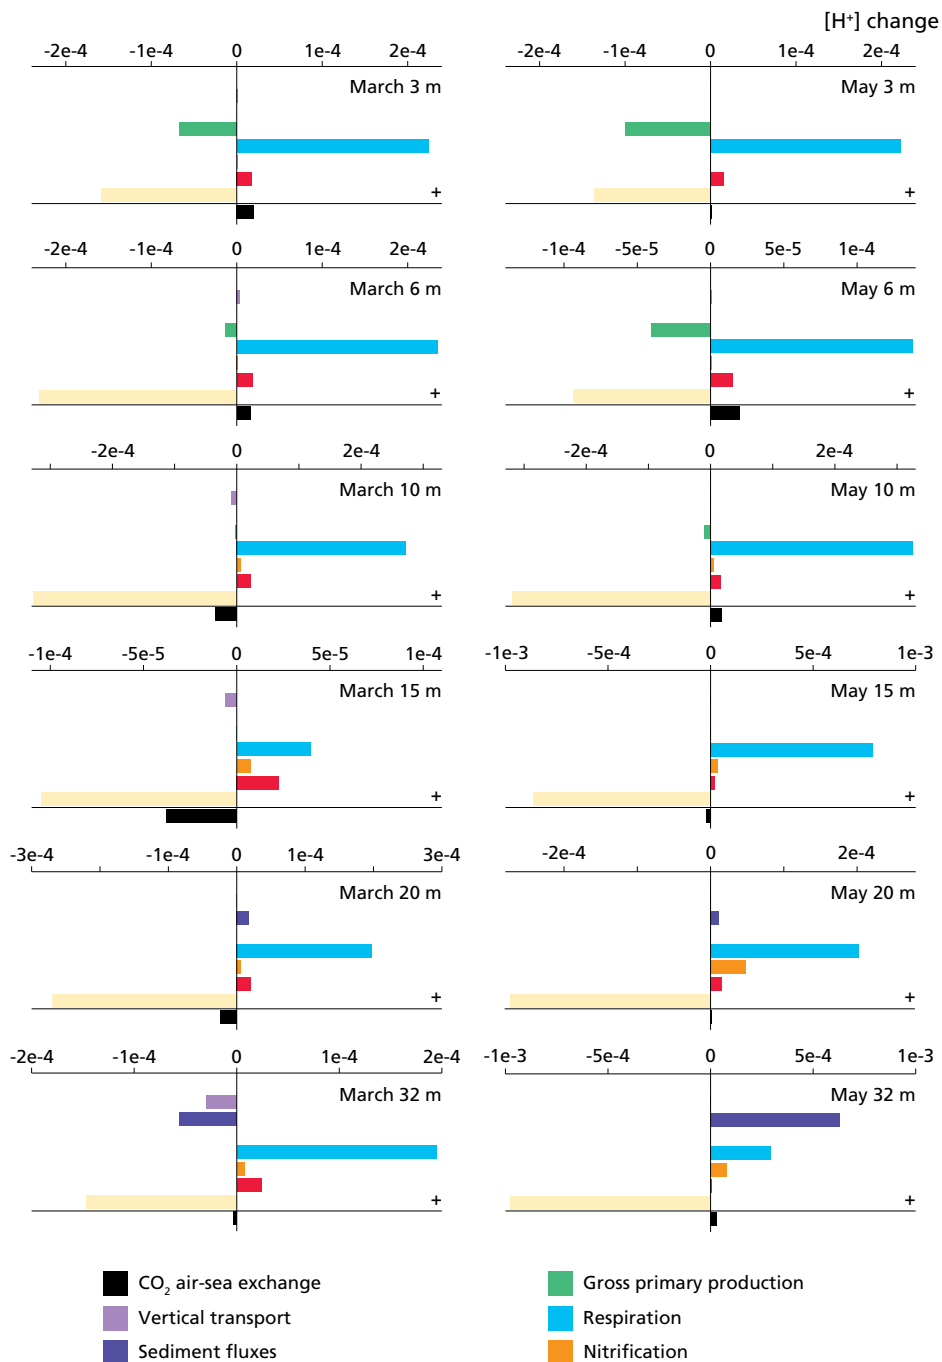 [H⁺] change
-2e-4 -1e-4 0 1e-4 2e-4
March 3 m
+
-2e-4 -1e-4 0 1e-4 2e-4
May 3 m
+
-2e-4 -1e-4 0 1e-4 2e-4
March 6 m
+
-1e-4 -5e-5 0 5e-5 1e-4
May 6 m
+
-2e-4 0 2e-4
March 10 m
+
-2e-4 0 2e-4
May 10 m
+
-1e-4 -5e-5 0 5e-5 1e-4
March 15 m
+
-1e-3 -5e-4 0 5e-4 1e-3
May 15 m
+
-3e-4 -1e-4 0 1e-4 3e-4
March 20 m
+
-2e-4 0 2e-4
May 20 m
+
-2e-4 -1e-4 0 1e-4 2e-4
March 32 m
+
-1e-3 -5e-4 0 5e-4 1e-3
May 32 m
+
CO₂ air-sea exchange
Vertical transport
Sediment fluxes
Gross primary production
Respiration
Nitrification